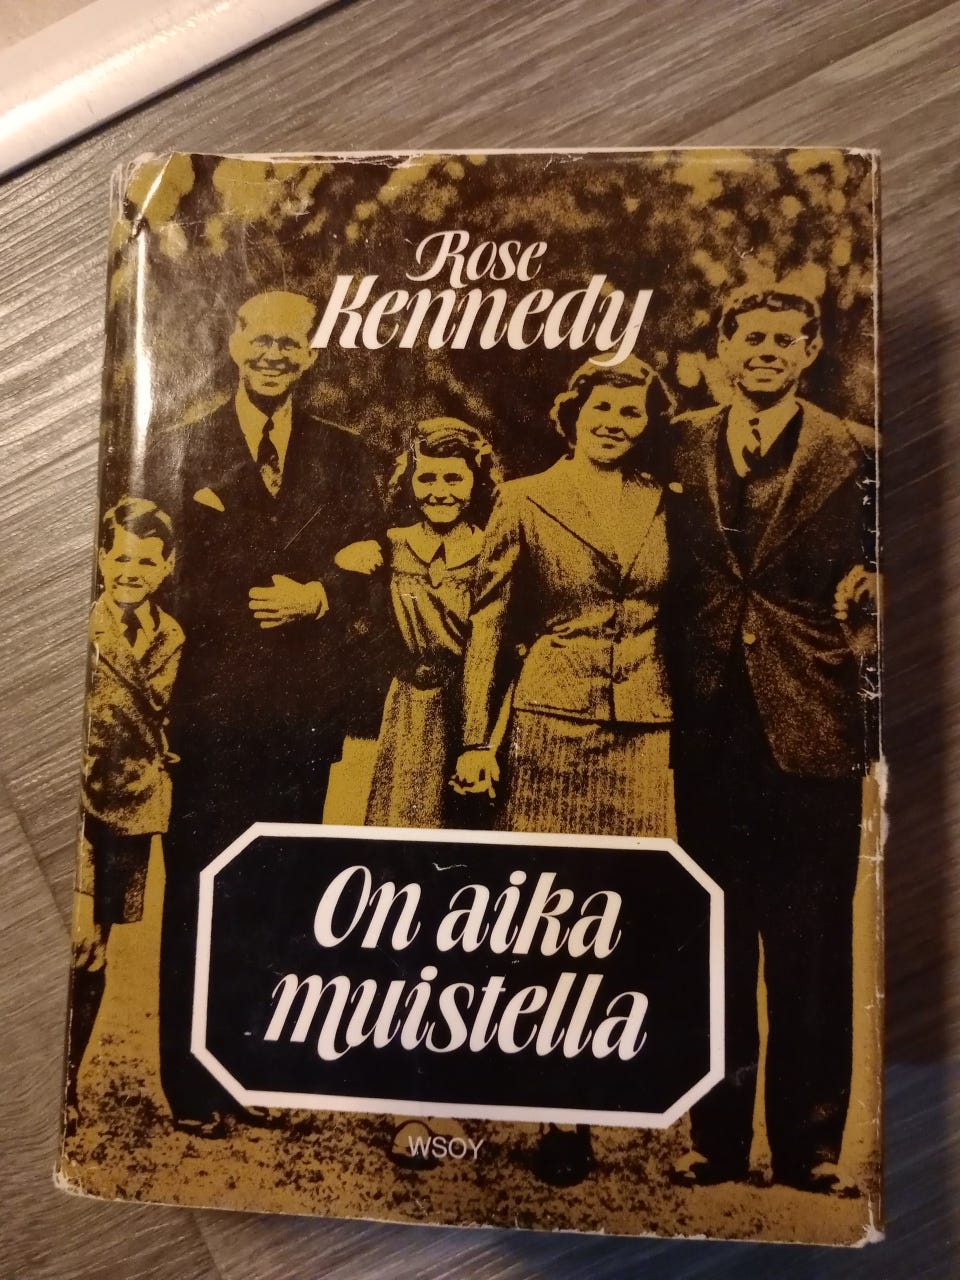 Rose
Kennedy
On aika
muistella
WSOY